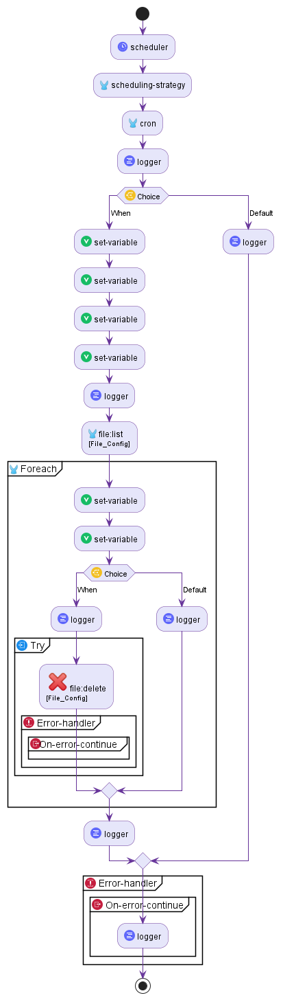 scheduler
scheduling-strategy
cron
logger
Choice
When
Default
set-variable
logger
set-variable
set-variable
set-variable
logger
file:list
[File_Config]
Foreach
set-variable
set-variable
Choice
When
Default
logger
logger
Try
file:delete
[File_Config]
Error-handler
On-error-continue
logger
Error-handler
On-error-continue
logger